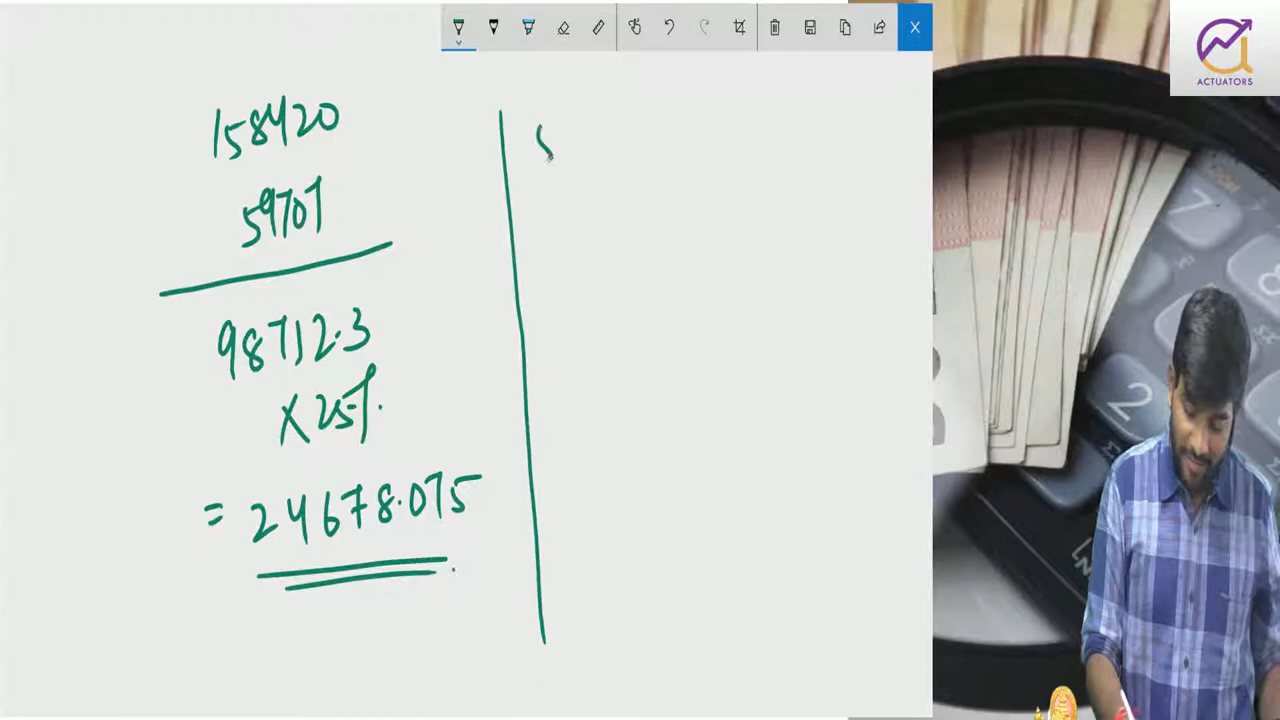 158420
59707
98712.3
X 25%.
= 24678.075
ACTUATORS